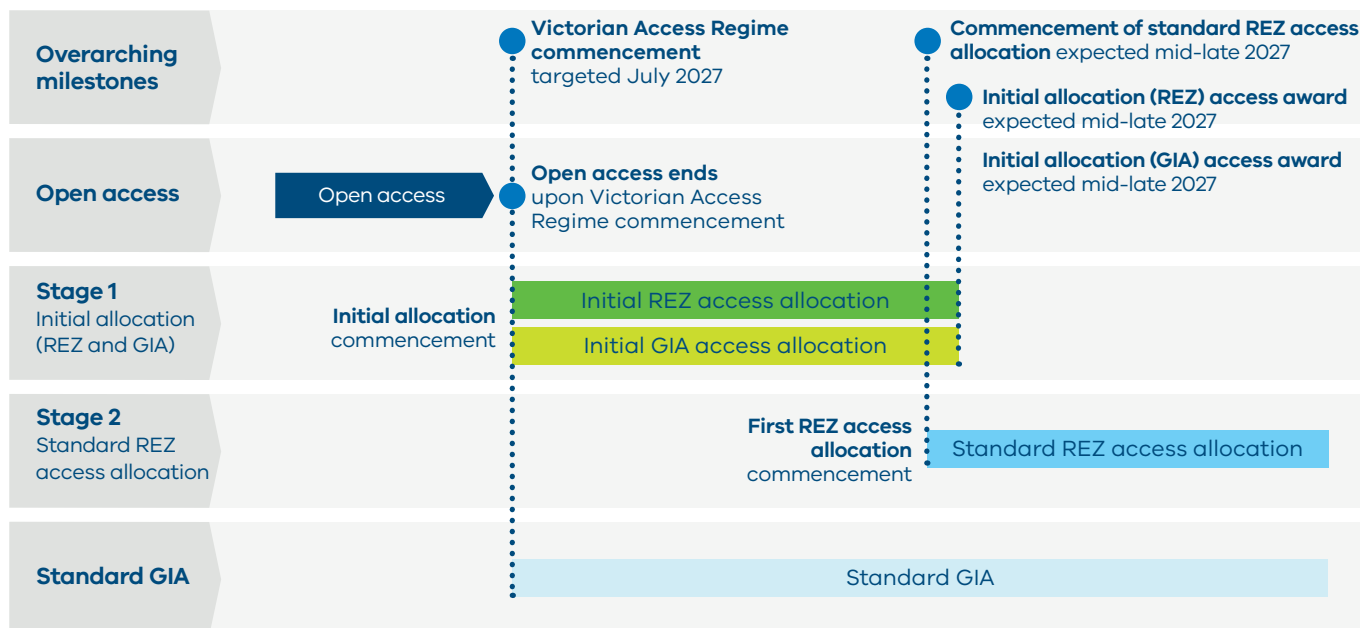 Overarching
milestones
Victorian Access Regime
commencement
targeted July 2027
Commencement of standard REZ access
allocation expected mid-late 2027
Initial allocation (REZ) access award
expected mid-late 2027
Initial allocation (GIA) access award
expected mid-late 2027
Open access
Open access
Open access ends
upon Victorian Access
Regime commencement
Stage 1
Initial allocation
(REZ and GIA)
Initial allocation
commencement
Initial REZ access allocation
Initial GIA access allocation
Stage 2
Standard REZ
access allocation
First REZ access
allocation
commencement
Standard REZ access allocation
Standard GIA
Standard GIA